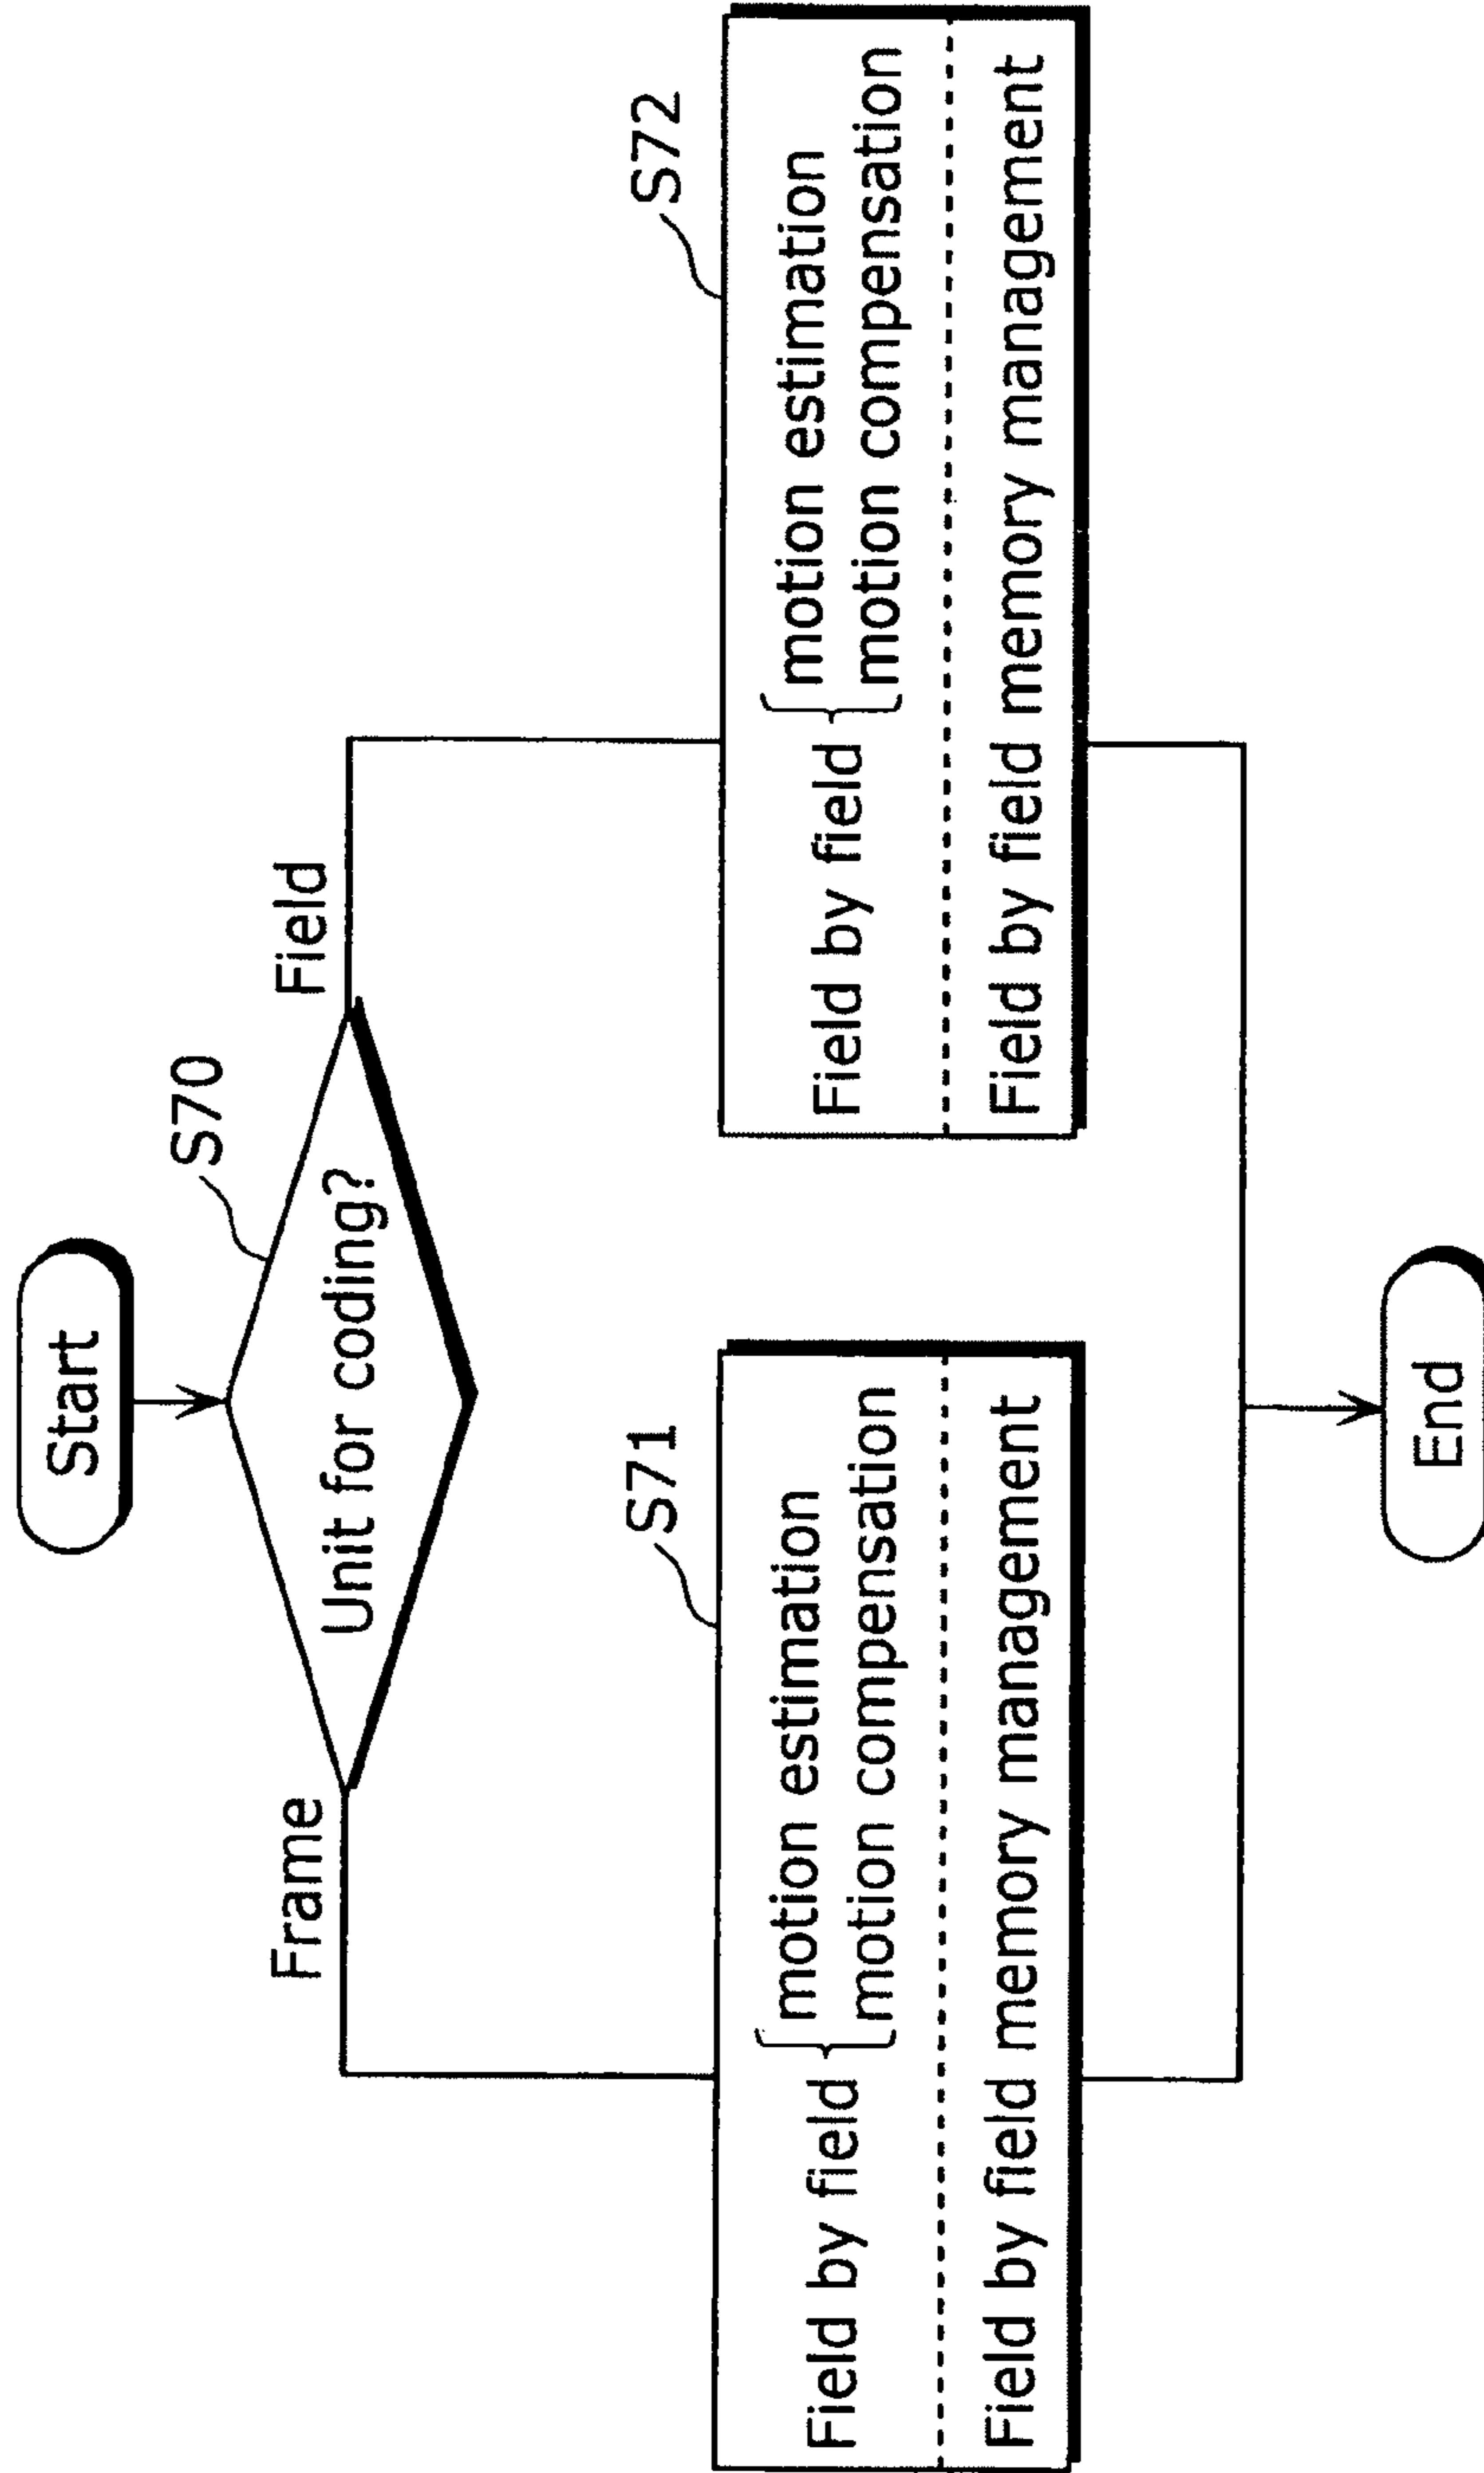 Start
S70
Unit for coding?
Frame
Field
S71
Field by field
motion estimation
motion compensation
Field by field memory management
S72
Field by field
motion estimation
motion compensation
Field by field memory management
End